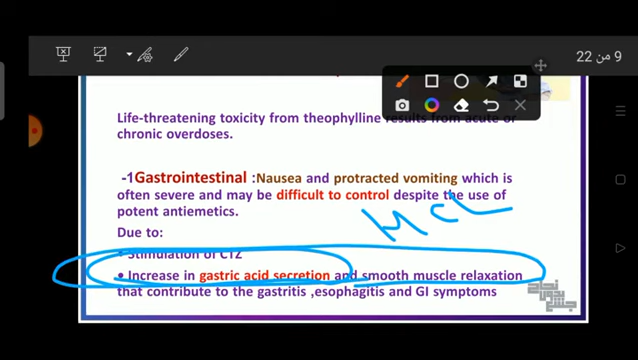 9 من 22
Life-threatening toxicity from theophylline results from acute or
chronic overdoses.
-1Gastrointestinal :Nausea and protracted vomiting which is
often severe and may be difficult to control despite the use of
potent antiemetics.
HCL
Due to:
• Stimulation of CTZ
• Increase in gastric acid secretion and smooth muscle relaxation
that contribute to the gastritis ,esophagitis and GI symptoms